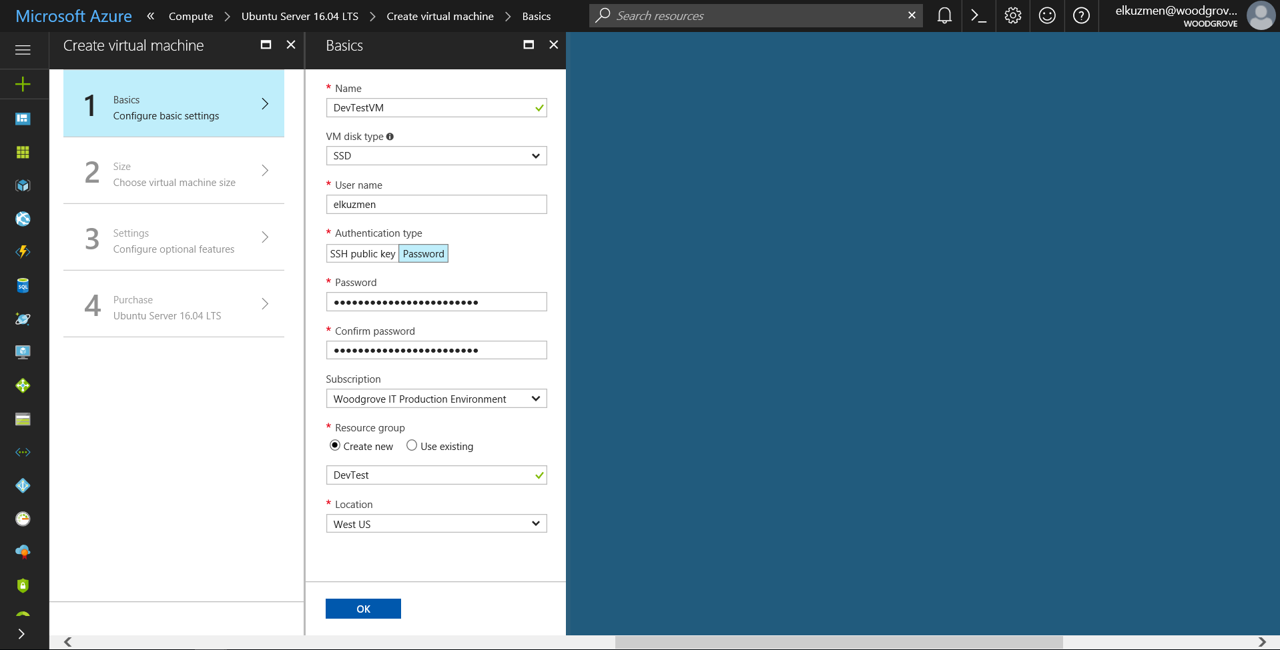 Microsoft Azure « Compute > Ubuntu Server 16.04 LTS > Create virtual machine > Basics
Search resources
elkuzmen@woodgrov...
WOODGROVE
Create virtual machine
1
Basics
Configure basic settings
2
Size
Choose virtual machine size
3
Settings
Configure optional features
4
Purchase
Ubuntu Server 16.04 LTS
Basics
* Name
DevTestVM
VM disk type
SSD
* User name
elkuzmen
* Authentication type
SSH public key Password
* Password
●●●●●●●●●●●●●●●●●●●●●●●●
* Confirm password
●●●●●●●●●●●●●●●●●●●●●●●●
Subscription
Woodgrove IT Production Environment
* Resource group
Create new Use existing
DevTest
* Location
West US
OK
SQL